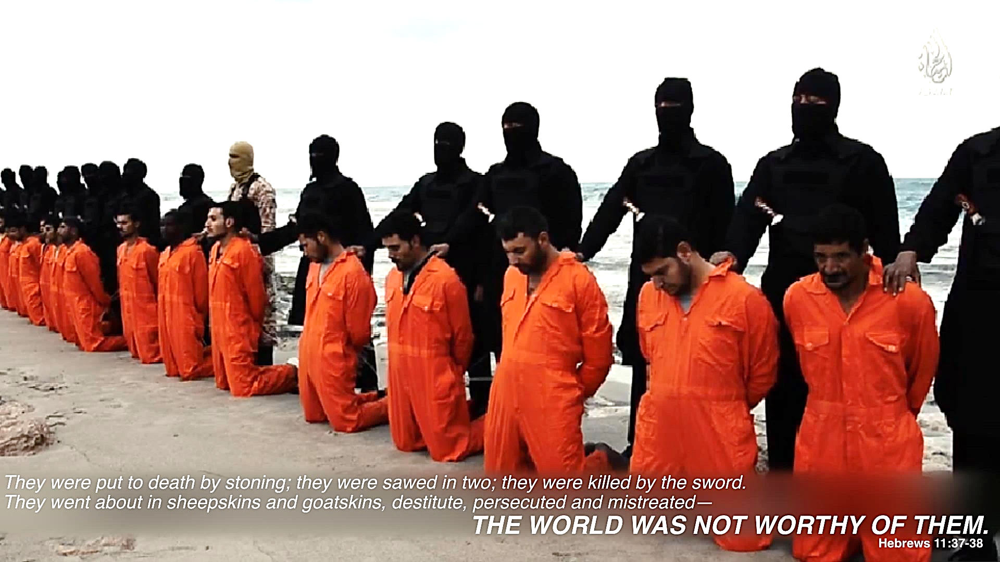 They were put to death by stoning; they were sawed in two; they were killed by the sword.
They went about in sheepskins and goatskins, destitute, persecuted and mistreated—
THE WORLD WAS NOT WORTHY OF THEM.
Hebrews 11:37-38